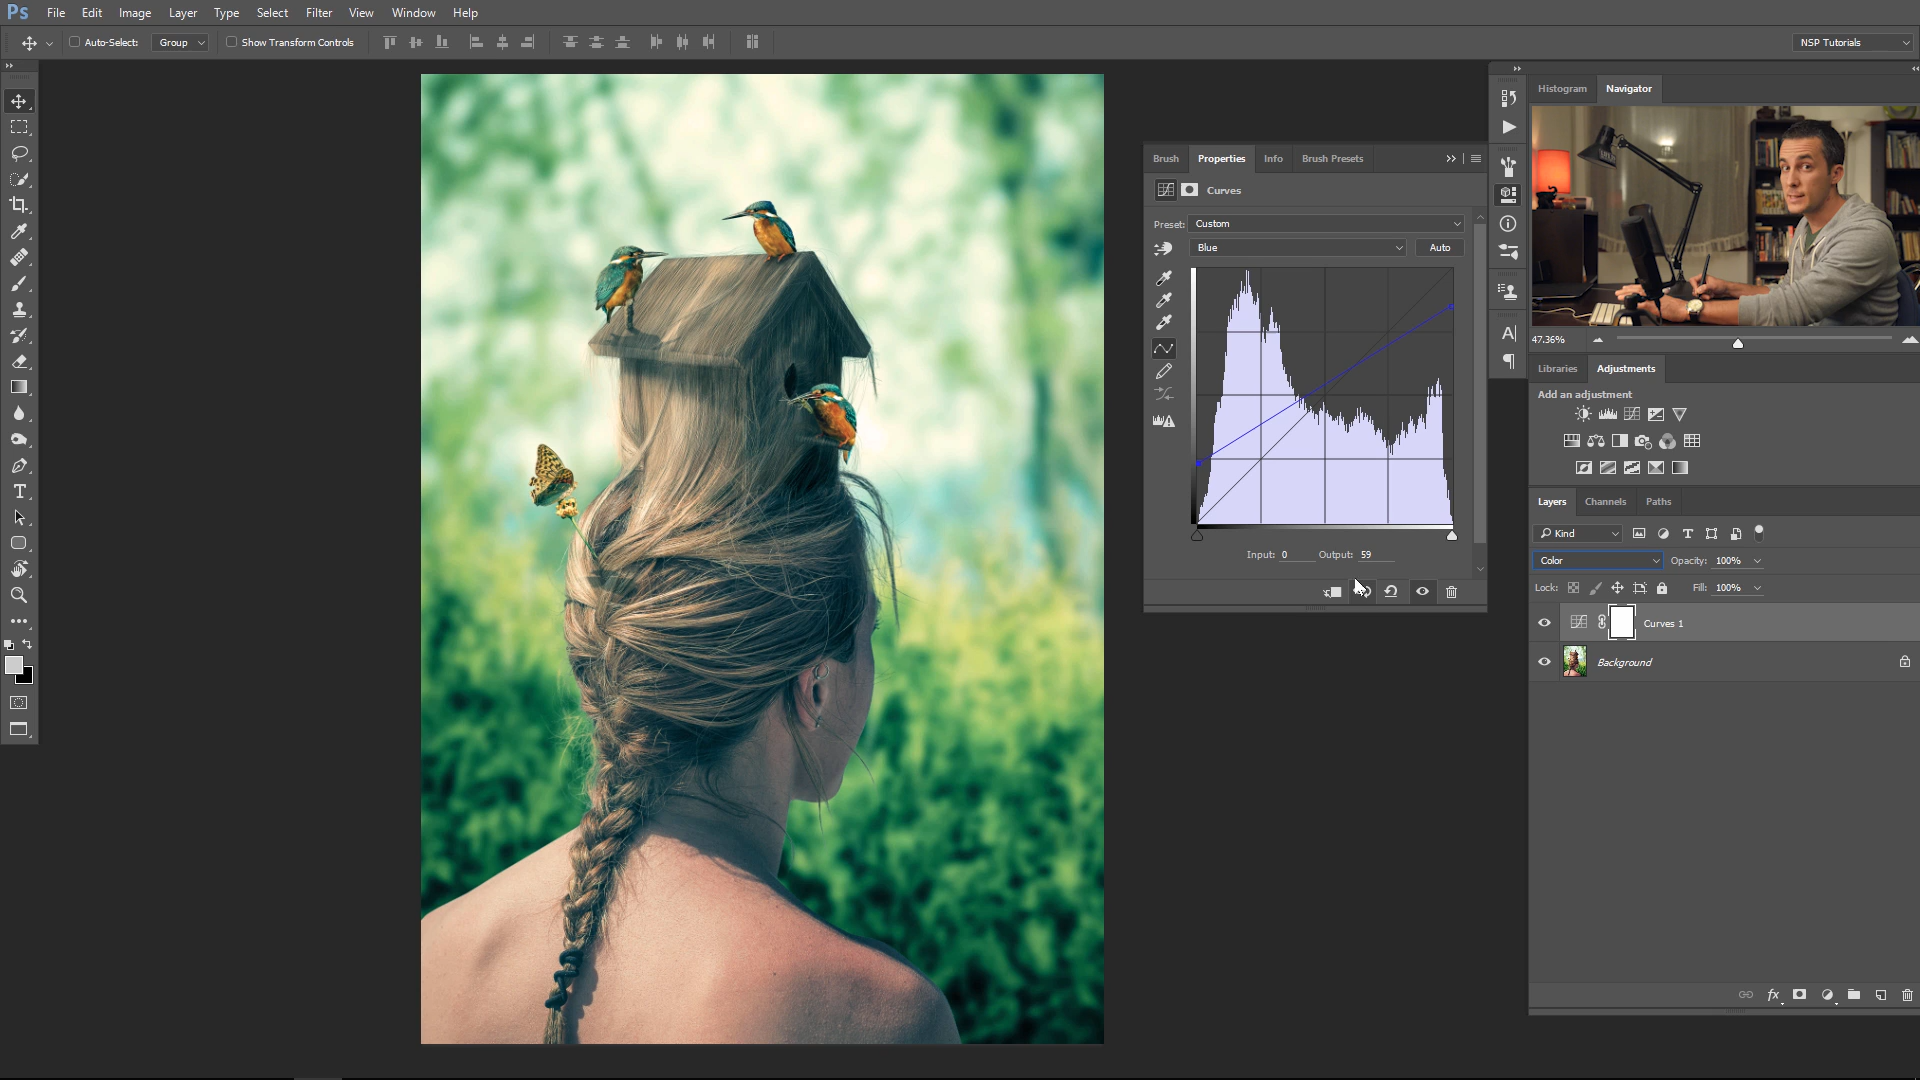 Ps File Edit Image Layer Type Select Filter View Window Help
Auto-Select: Group Show Transform Controls NSP Tutorials
Histogram Navigator
Brush Properties Info Brush Presets
Curves
Preset: Custom
Blue Auto
Input: 0 Output: 59
47.36%
Libraries Adjustments
Add an adjustment
Layers Channels Paths
Kind
Color Opacity: 100%
Lock: Fill: 100%
Curves 1
Background